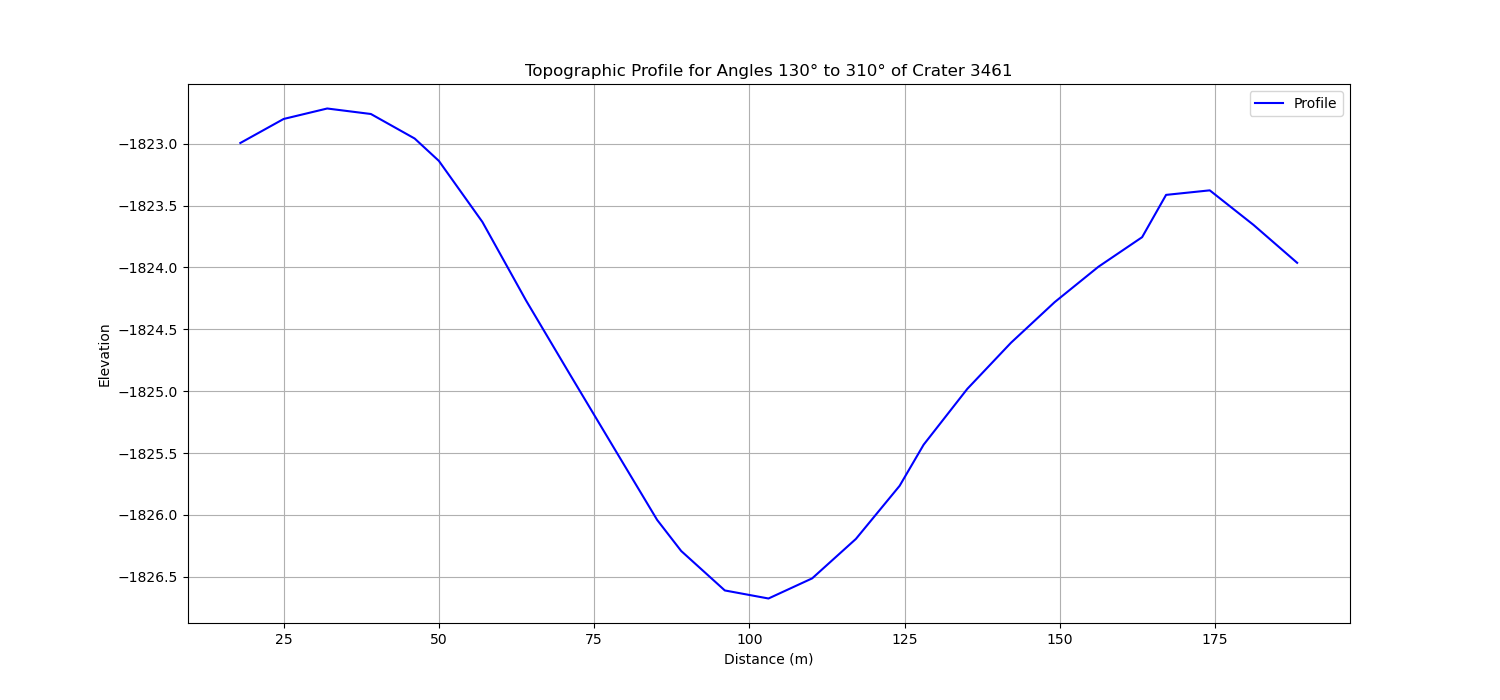 Topographic Profile for Angles 130° to 310° of Crater 3461
Profile
−1823.0
−1823.5
−1824.0
−1824.5
−1825.0
−1825.5
−1826.0
−1826.5
Elevation
25 50 75 100 125 150 175
Distance (m)